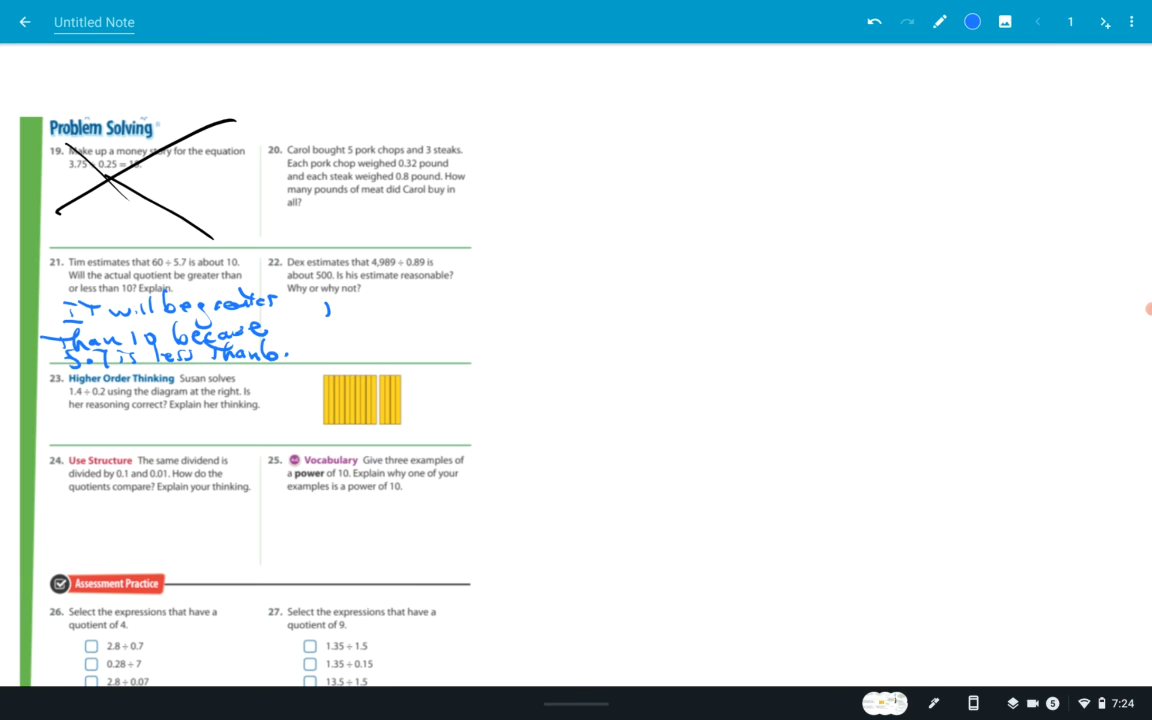 Untitled Note
1
Problem Solving
19. Make up a money story for the equation
3.75 ÷ 0.25 = 15.
20. Carol bought 5 pork chops and 3 steaks.
Each pork chop weighed 0.32 pound
and each steak weighed 0.8 pound. How
many pounds of meat did Carol buy in
all?
21. Tim estimates that 60 ÷ 5.7 is about 10.
Will the actual quotient be greater than
or less than 10? Explain.
It will be greater
than 10 because
5.7 is less than 6.
22. Dex estimates that 4,989 ÷ 0.89 is
about 500. Is his estimate reasonable?
Why or why not?
23. Higher Order Thinking Susan solves
1.4 ÷ 0.2 using the diagram at the right. Is
her reasoning correct? Explain her thinking.
24. Use Structure The same dividend is
divided by 0.1 and 0.01. How do the
quotients compare? Explain your thinking.
25. Vocabulary Give three examples of
a power of 10. Explain why one of your
examples is a power of 10.
Assessment Practice
26. Select the expressions that have a
quotient of 4.
2.8 ÷ 0.7
0.28 ÷ 7
2.8 ÷ 0.07
27. Select the expressions that have a
quotient of 9.
1.35 ÷ 1.5
1.35 ÷ 0.15
13.5 ÷ 1.5
5
7:24